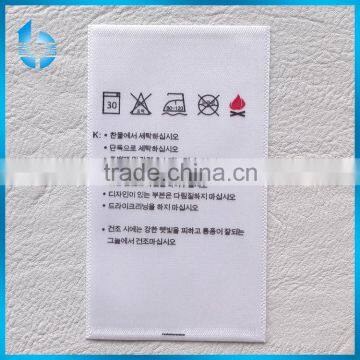 30
80-120
K: • 찬물에서 세탁하십시오
• 단독으로 세탁하십시오
trade.china.cn
• 디자인이 있는 부분은 다림질하지 마십시오
• 드라이크리닝을 하지 마십시오
• 건조 시에는 강한 햇빛을 피하고 통풍이 잘되는
그늘에서 건조마십시오